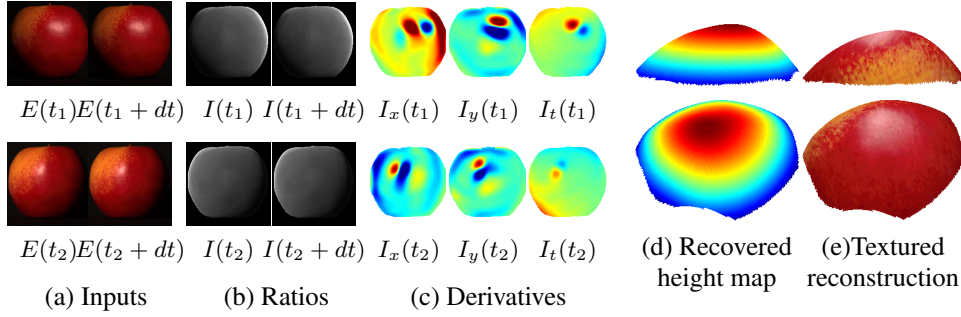 E(t₁)E(t₁ + dt) I(t₁) I(t₁ + dt) Iₓ(t₁) I_y(t₁) I_t(t₁)
E(t₂)E(t₂ + dt) I(t₂) I(t₂ + dt) Iₓ(t₂) I_y(t₂) I_t(t₂)
(a) Inputs (b) Ratios (c) Derivatives
(d) Recovered
height map
(e)Textured
reconstruction